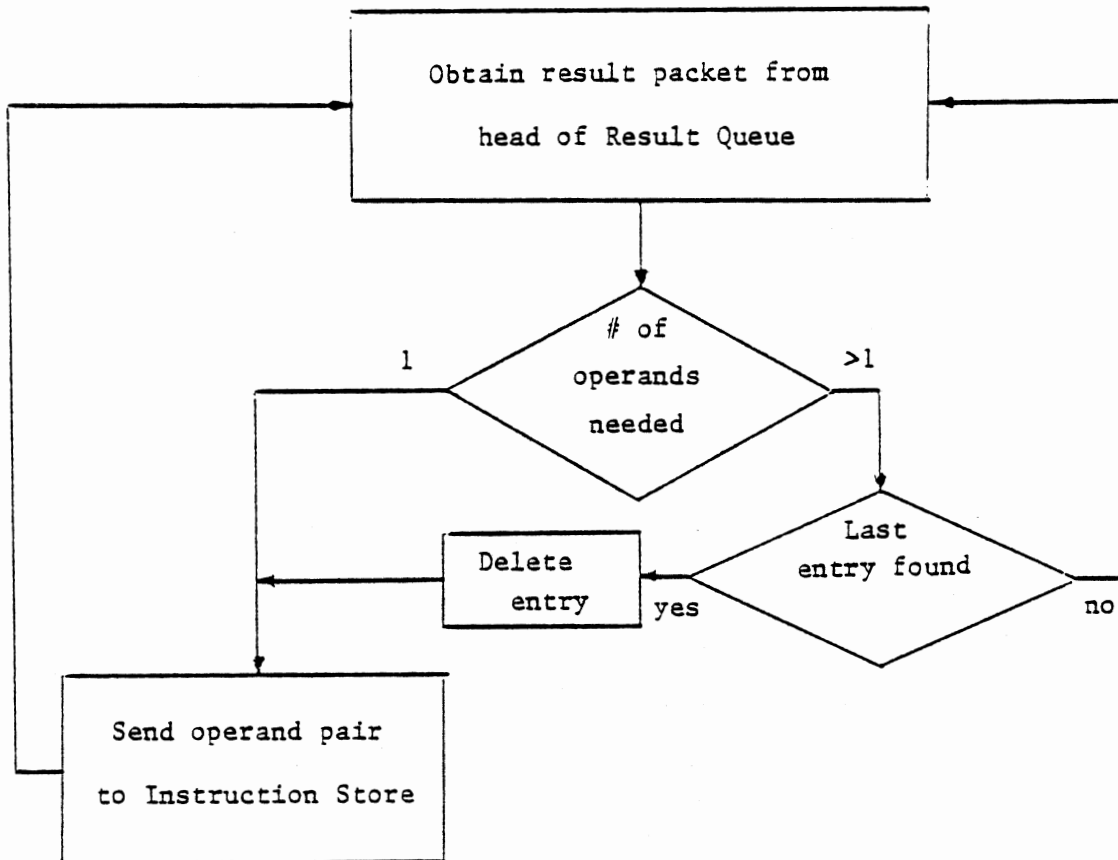 Obtain result packet from
head of Result Queue
# of
operands
needed
1
>1
Last
entry found
Delete
entry
yes
no
Send operand pair
to Instruction Store